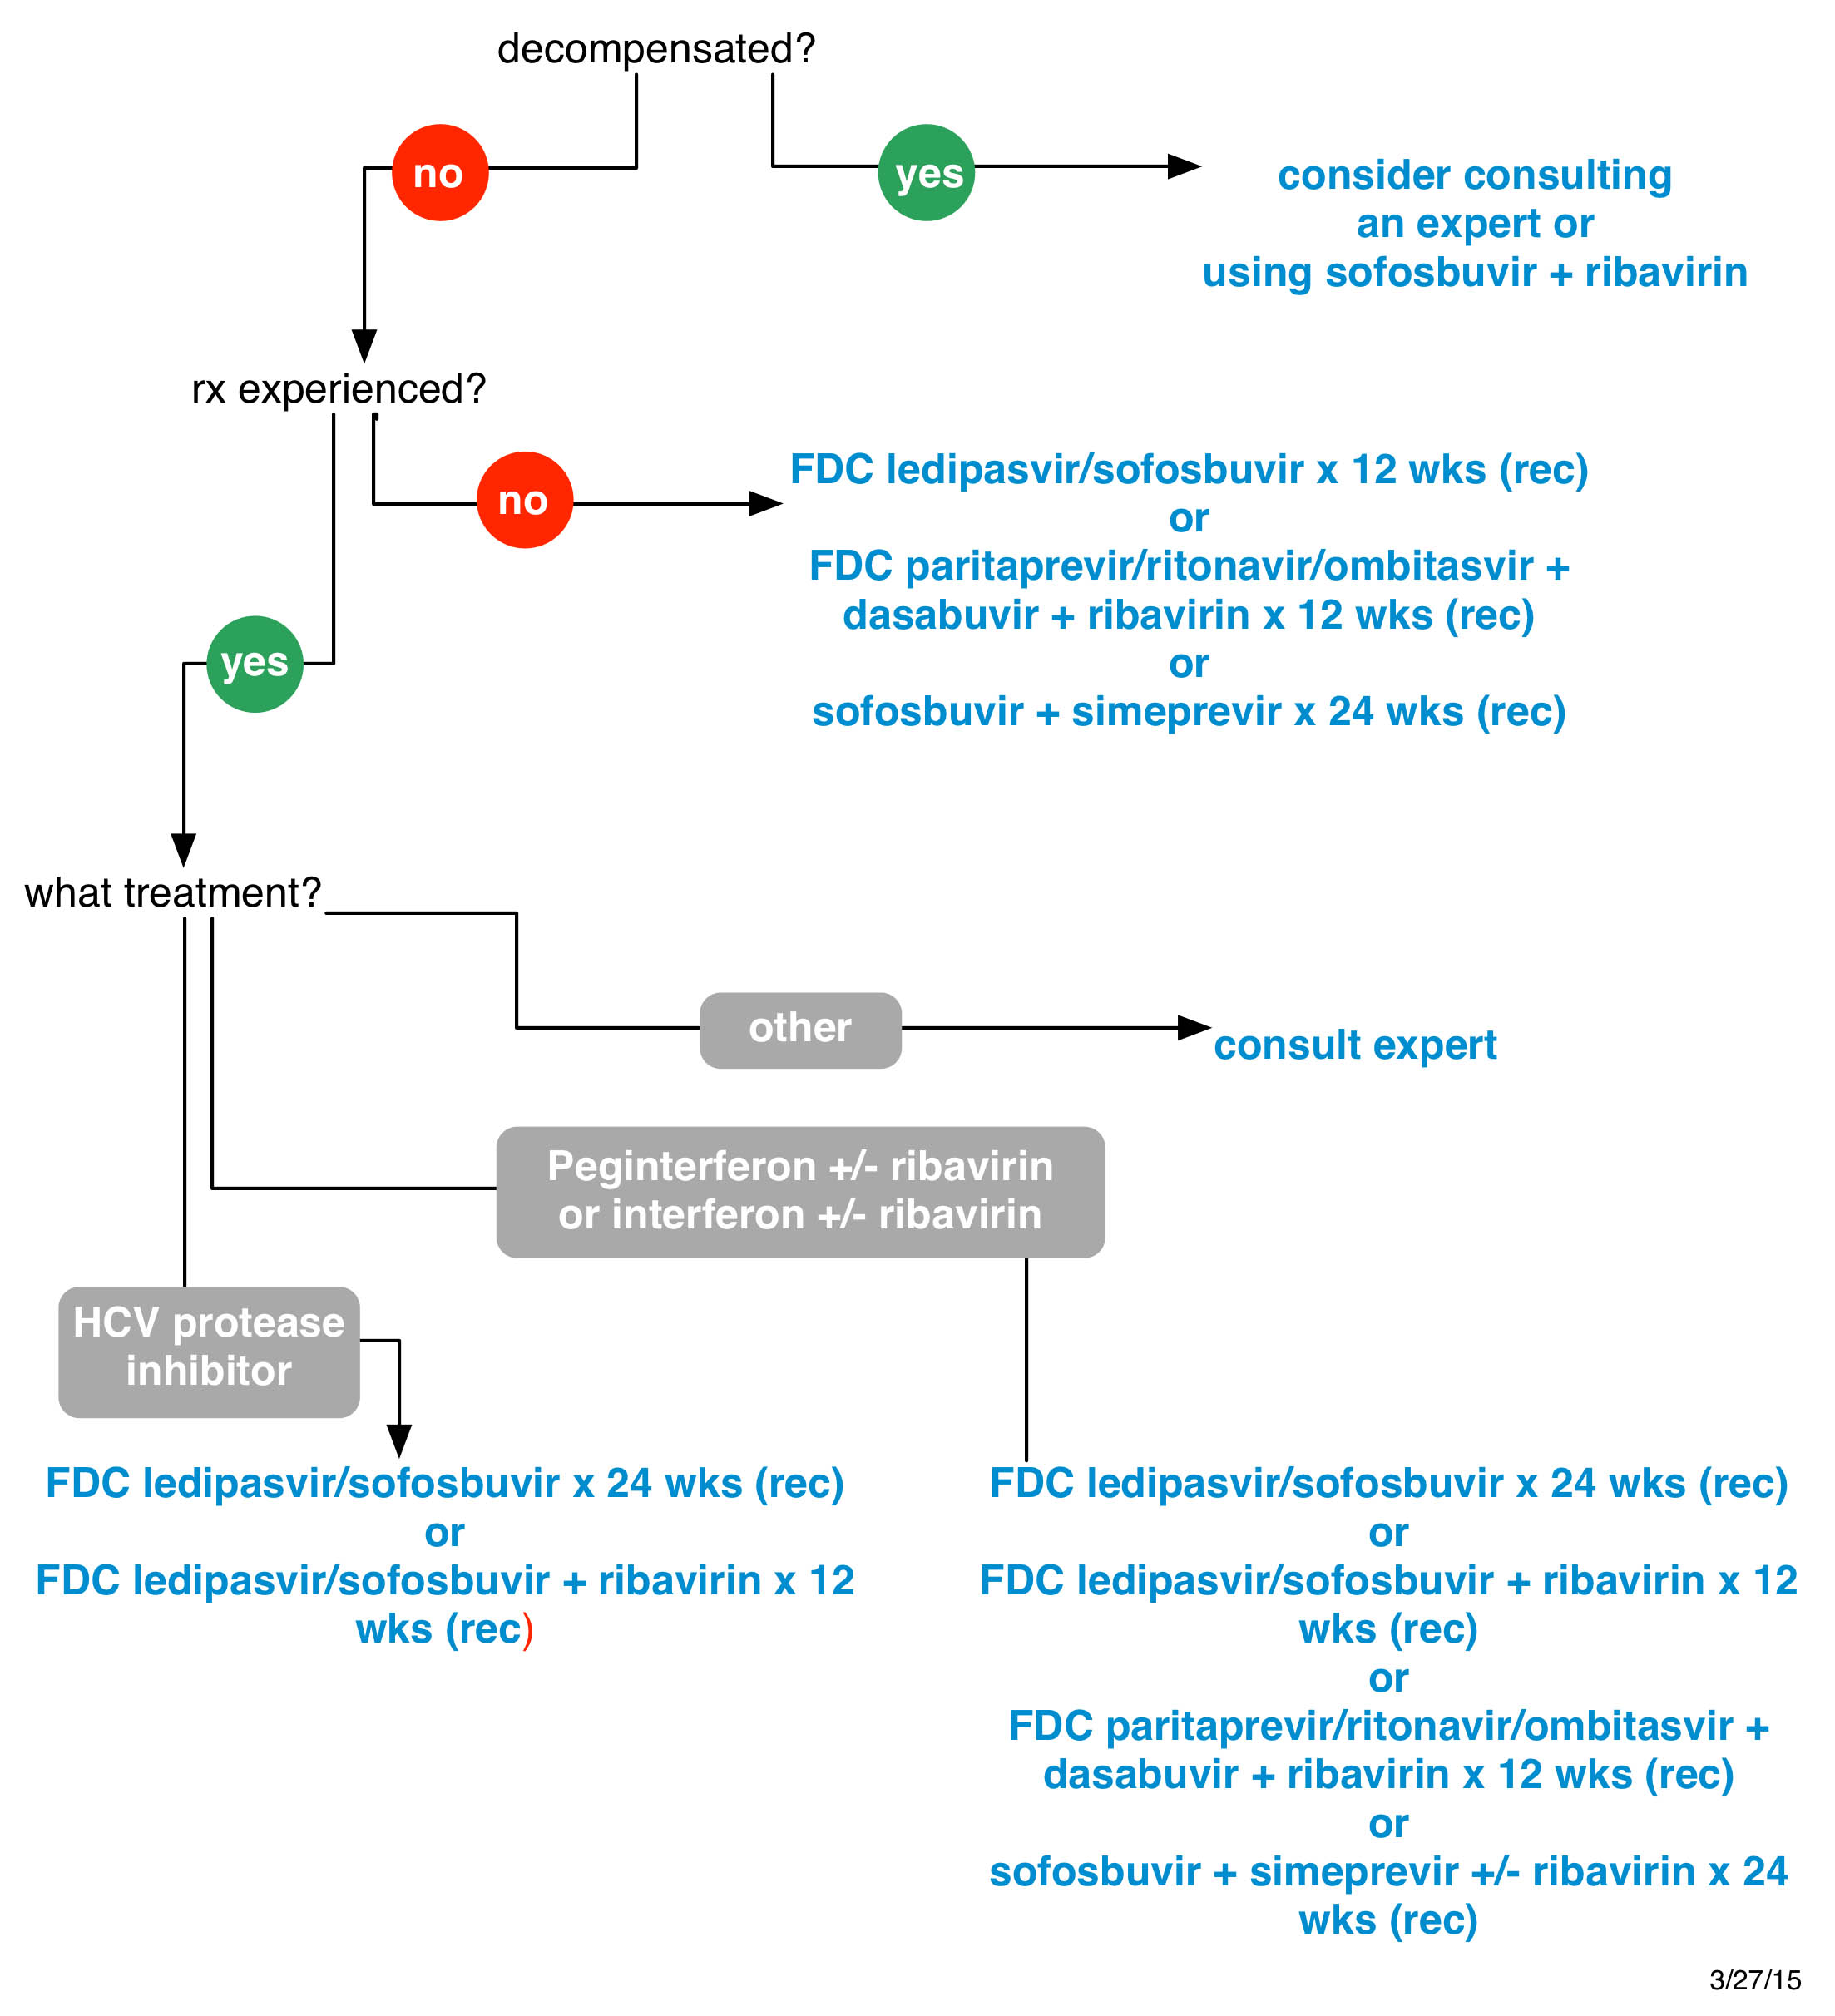 decompensated?
no
yes
consider consulting
an expert or
using sofosbuvir + ribavirin
rx experienced?
no
FDC ledipasvir/sofosbuvir x 12 wks (rec)
or
FDC paritaprevir/ritonavir/ombitasvir +
dasabuvir + ribavirin x 12 wks (rec)
or
sofosbuvir + simeprevir x 24 wks (rec)
yes
what treatment?
other
consult expert
Peginterferon +/- ribavirin
or interferon +/- ribavirin
HCV protease
inhibitor
FDC ledipasvir/sofosbuvir x 24 wks (rec)
or
FDC ledipasvir/sofosbuvir + ribavirin x 12
wks (rec)
FDC ledipasvir/sofosbuvir x 24 wks (rec)
or
FDC ledipasvir/sofosbuvir + ribavirin x 12
wks (rec)
or
FDC paritaprevir/ritonavir/ombitasvir +
dasabuvir + ribavirin x 12 wks (rec)
or
sofosbuvir + simeprevir +/- ribavirin x 24
wks (rec)
3/27/15